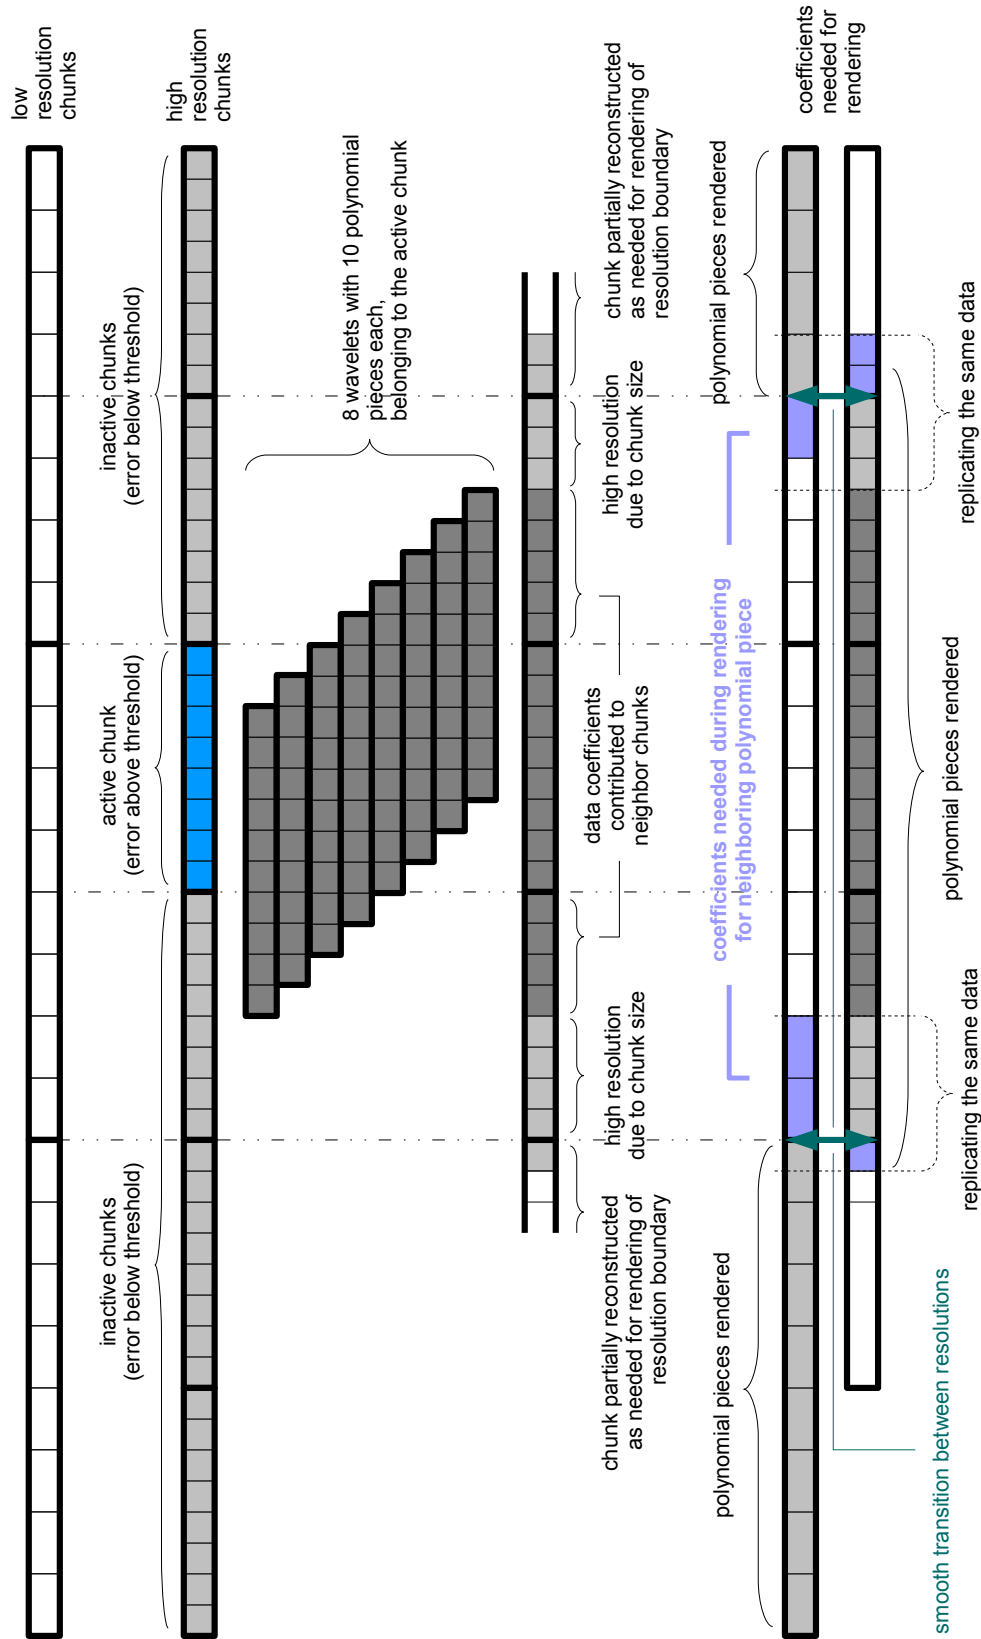 low
resolution
chunks
inactive chunks
(error below threshold)
active chunk
(error above threshold)
inactive chunks
(error below threshold)
high
resolution
chunks
8 wavelets with 10 polynomial
pieces each,
belonging to the active chunk
chunk partially reconstructed
as needed for rendering of
resolution boundary
high resolution
due to chunk size
data coefficients
contributed to
neighbor chunks
high resolution
due to chunk size
chunk partially reconstructed
as needed for rendering of
resolution boundary
polynomial pieces rendered
coefficients needed during rendering
for neighboring polynomial piece
polynomial pieces rendered
coefficients
needed for
rendering
smooth transition between resolutions
replicating the same data
polynomial pieces rendered
replicating the same data